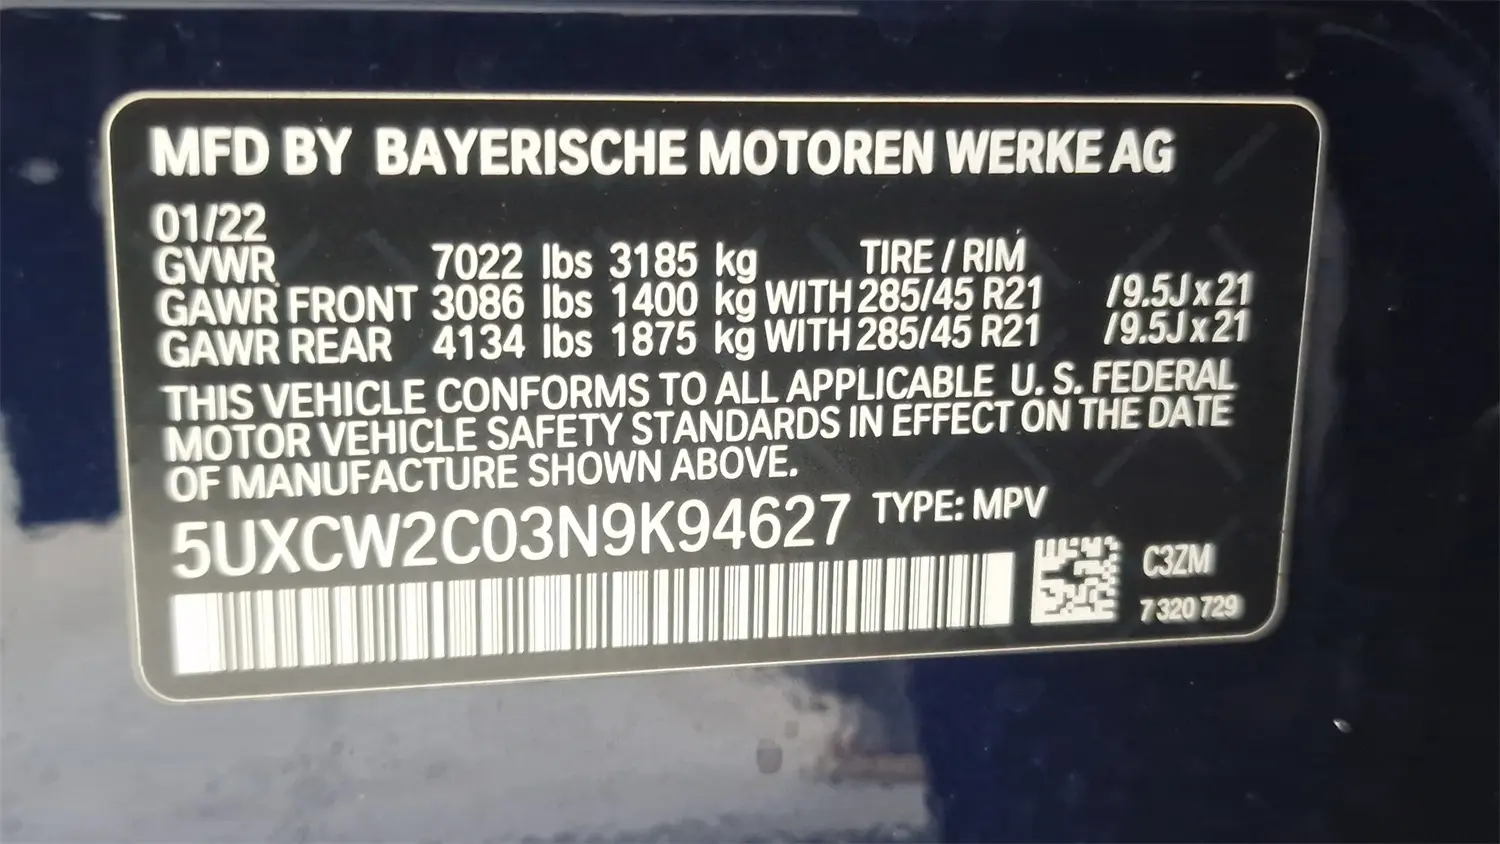 MFD BY BAYERISCHE MOTOREN WERKE AG
01/22
GVWR 7022 lbs 3185 kg TIRE / RIM
GAWR FRONT 3086 lbs 1400 kg WITH 285/45 R21 /9.5J x 21
GAWR REAR 4134 lbs 1875 kg WITH 285/45 R21 /9.5J x 21
THIS VEHICLE CONFORMS TO ALL APPLICABLE U. S. FEDERAL
MOTOR VEHICLE SAFETY STANDARDS IN EFFECT ON THE DATE
OF MANUFACTURE SHOWN ABOVE.
5UXCW2C03N9K94627 TYPE: MPV
C3ZM
7 320 729